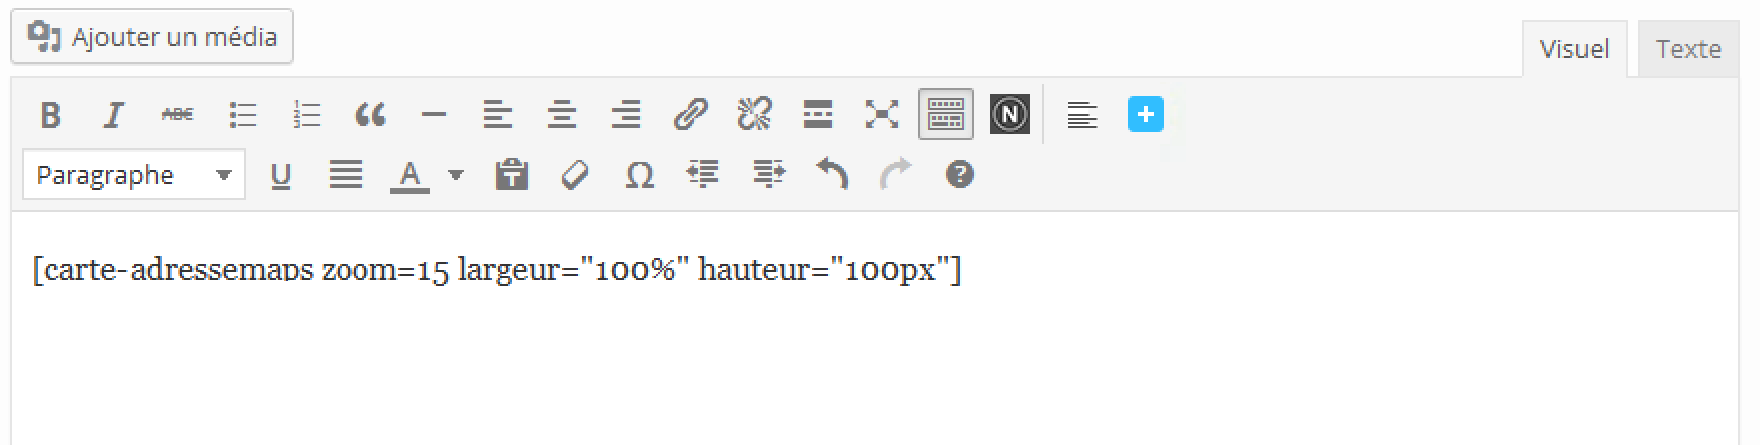 Ajouter un média
Visuel
Texte
B I ABC
N
Paragraphe
U A Ω ?
[carte-adressemaps zoom=15 largeur="100%" hauteur="100px"]